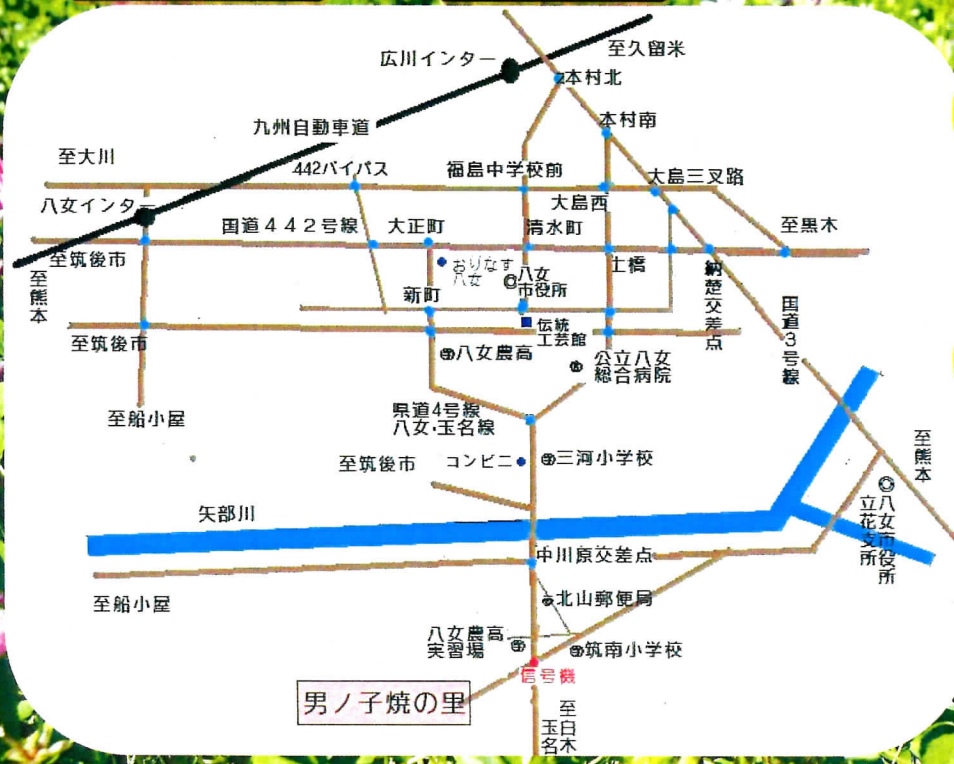 至久留米
広川インター
本村北
本村南
九州自動車道
至大川
442バイパス
福島中学校前
大島三叉路
八女インター
大島西
国道442号線
大正町
清水町
至黒木
至筑後市
至熊本
おりなす
八女
八女
市役所
土橋
納楚交差点
新町
国道3号線
至筑後市
伝統
工芸館
八女農高
公立八女
総合病院
県道4号線
八女・玉名線
至船小屋
至筑後市
コンビニ
三河小学校
至熊本
八女市役所
立花支所
矢部川
中川原交差点
至船小屋
北山郵便局
八女農高
実習場
筑南小学校
信号機
男ノ子焼の里
至白木
玉名